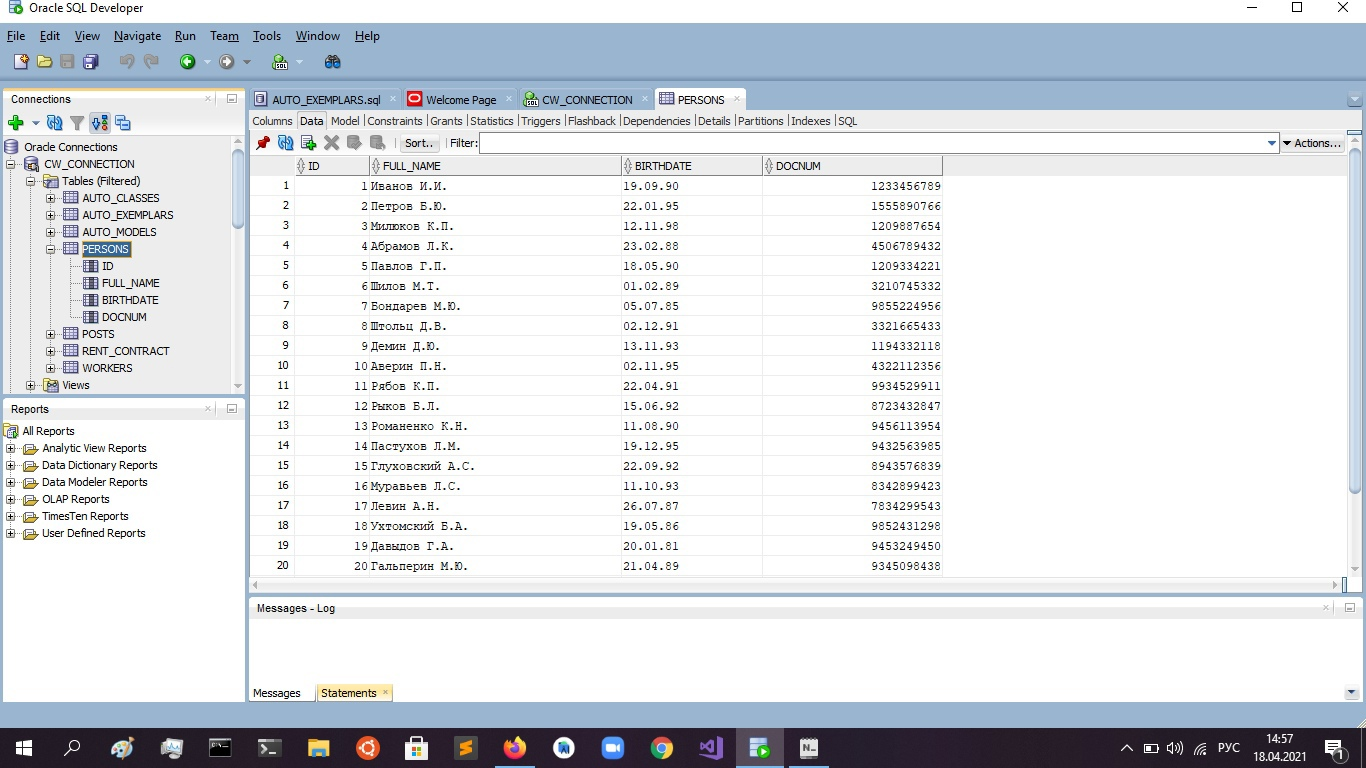 Oracle SQL Developer
File Edit View Navigate Run Team Tools Window Help
Connections
Oracle Connections
CW_CONNECTION
Tables (Filtered)
AUTO_CLASSES
AUTO_EXEMPLARS
AUTO_MODELS
PERSONS
ID
FULL_NAME
BIRTHDATE
DOCNUM
POSTS
RENT_CONTRACT
WORKERS
Views
Reports
All Reports
Analytic View Reports
Data Dictionary Reports
Data Modeler Reports
OLAP Reports
TimesTen Reports
User Defined Reports
AUTO_EXEMPLARS.sql Welcome Page CW_CONNECTION PERSONS
Columns Data Model Constraints Grants Statistics Triggers Flashback Dependencies Details Partitions Indexes SQL
Sort.. Filter: Actions...
ID FULL_NAME BIRTHDATE DOCNUM
1 1 Иванов И.И. 19.09.90 1233456789
2 2 Петров Б.Ю. 22.01.95 1555890766
3 3 Милюков К.П. 12.11.98 1209887654
4 4 Абрамов Л.К. 23.02.88 4506789432
5 5 Павлов Г.П. 18.05.90 1209334221
6 6 Шилов М.Т. 01.02.89 3210745332
7 7 Бондарев М.Ю. 05.07.85 9855224956
8 8 Штольц Д.В. 02.12.91 3321665433
9 9 Демин Д.Ю. 13.11.93 1194332118
10 10 Аверин П.Н. 02.11.95 4322112356
11 11 Рябов К.П. 22.04.91 9934529911
12 12 Рыков Б.Л. 15.06.92 8723432847
13 13 Романенко К.Н. 11.08.90 9456113954
14 14 Пастухов Л.М. 19.12.95 9432563985
15 15 Глуховский А.С. 22.09.92 8943576839
16 16 Муравьев Л.С. 11.10.93 8342899423
17 17 Левин А.Н. 26.07.87 7834299543
18 18 Ухтомский Б.А. 19.05.86 9852431298
19 19 Давыдов Г.А. 20.01.81 9453249450
20 20 Гальперин М.Ю. 21.04.89 9345098438
Messages - Log
Messages Statements
РУС
14:57
18.04.2021
1